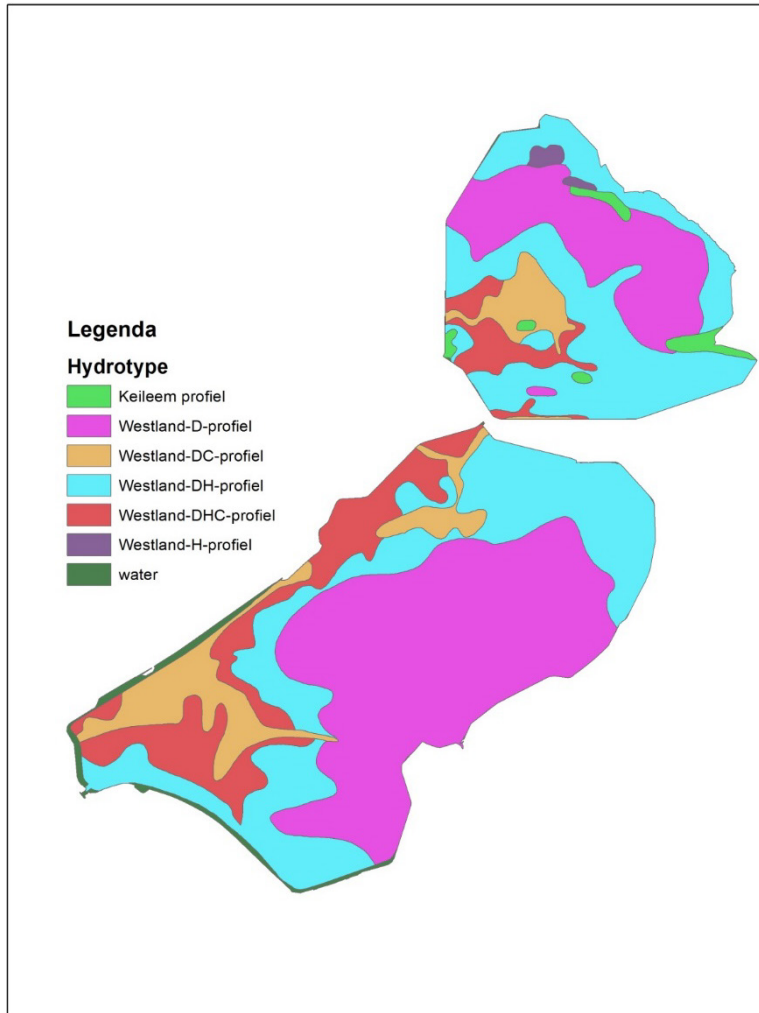 Legenda
Hydrotype
Keileem profiel
Westland-D-profiel
Westland-DC-profiel
Westland-DH-profiel
Westland-DHC-profiel
Westland-H-profiel
water